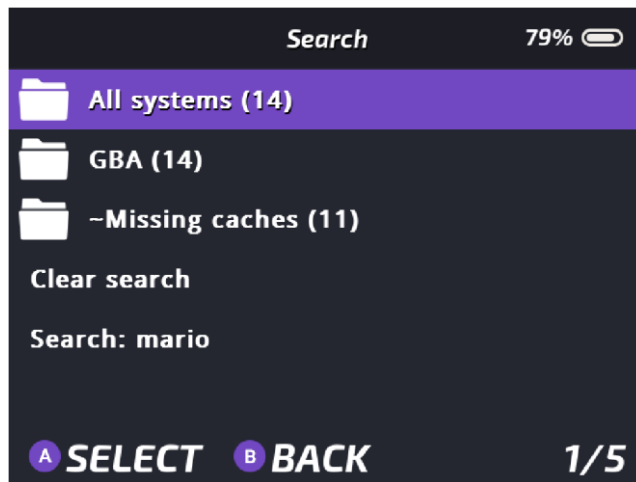 Search 79%
All systems (14)
GBA (14)
~Missing caches (11)
Clear search
Search: mario
A SELECT B BACK 1/5